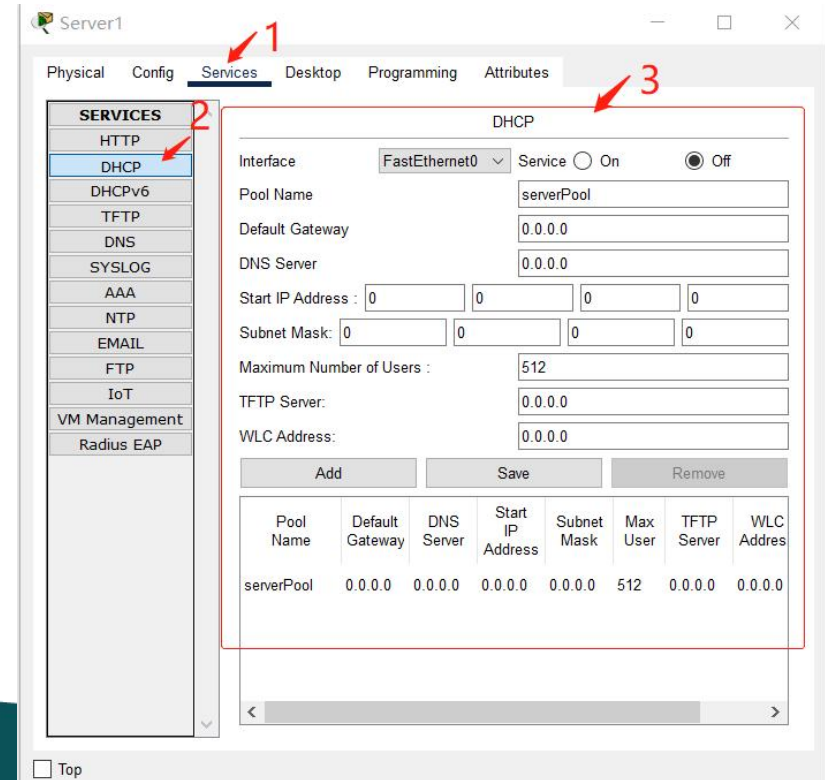 Server1
1
Physical Config Services Desktop Programming Attributes
3
SERVICES
2
HTTP
DHCP
DHCPv6
TFTP
DNS
SYSLOG
AAA
NTP
EMAIL
FTP
IoT
VM Management
Radius EAP
DHCP
Interface FastEthernet0 Service On Off
Pool Name serverPool
Default Gateway 0.0.0.0
DNS Server 0.0.0.0
Start IP Address : 0 0 0 0
Subnet Mask: 0 0 0 0
Maximum Number of Users : 512
TFTP Server: 0.0.0.0
WLC Address: 0.0.0.0
Add Save Remove
Pool Name Default Gateway DNS Server Start IP Address Subnet Mask Max User TFTP Server WLC Addres
serverPool 0.0.0.0 0.0.0.0 0.0.0.0 0.0.0.0 512 0.0.0.0 0.0.0.0
Top